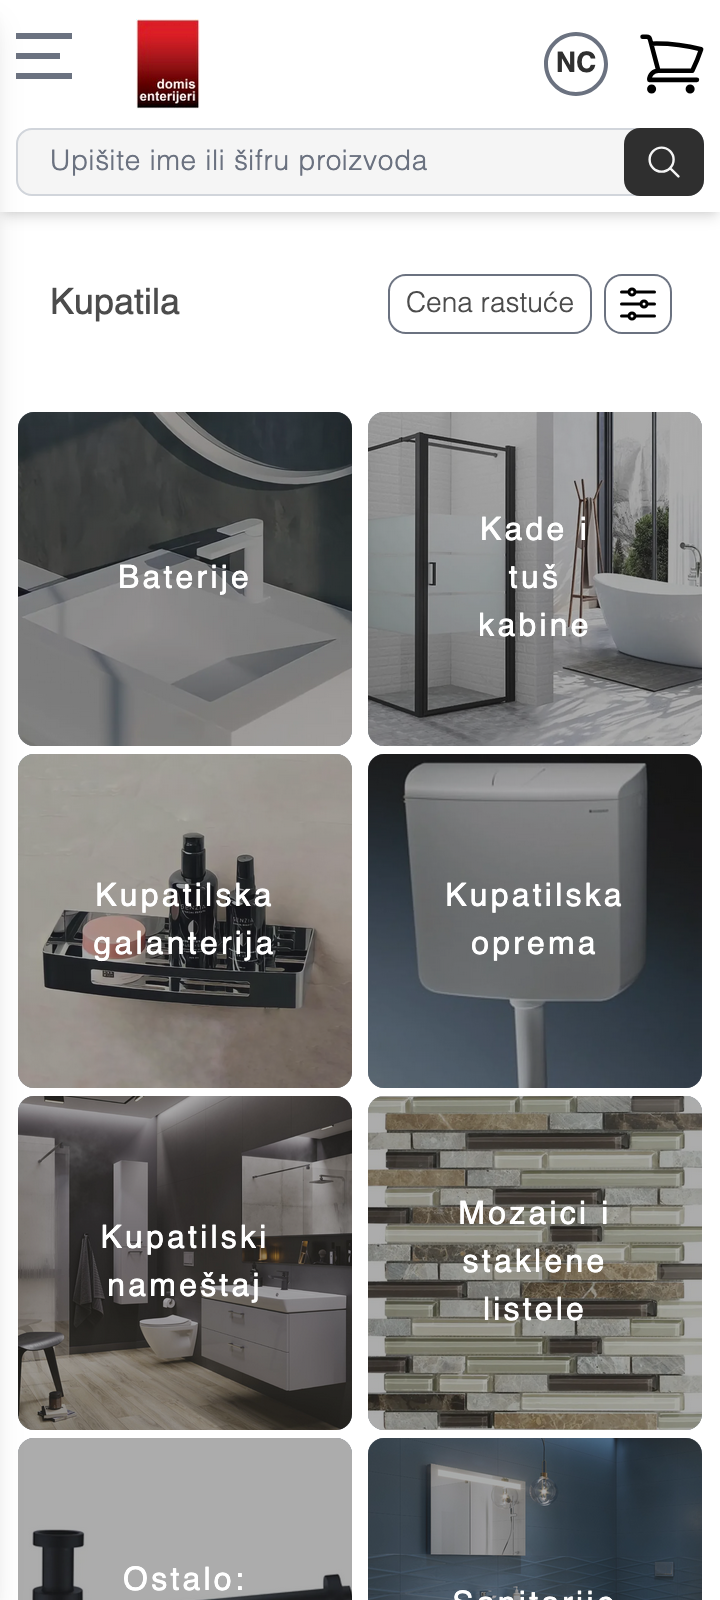 domis
enterijeri
NC
Upišite ime ili šifru proizvoda
Kupatila
Cena rastuće
Baterije
Kade i
tuš
kabine
Kupatilska
galanterija
Kupatilska
oprema
Kupatilski
nameštaj
Mozaici i
staklene
listele
Ostalo:
Sanitarije